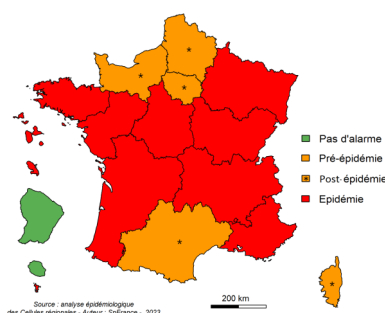 Pas d'alarme
Pré-épidémie
* Post-épidémie
Epidémie
200 km
Source : analyse épidémiologique
des Cellules régionales - Auteur : SpFrance - 2023